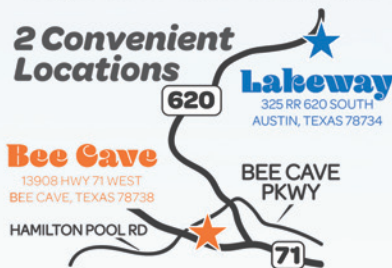 2 Convenient
Locations
620
Lakeway
325 RR 620 SOUTH
AUSTIN, TEXAS 78734
Bee Cave
13908 HWY 71 WEST
BEE CAVE, TEXAS 78738
BEE CAVE
PKWY
HAMILTON POOL RD
71